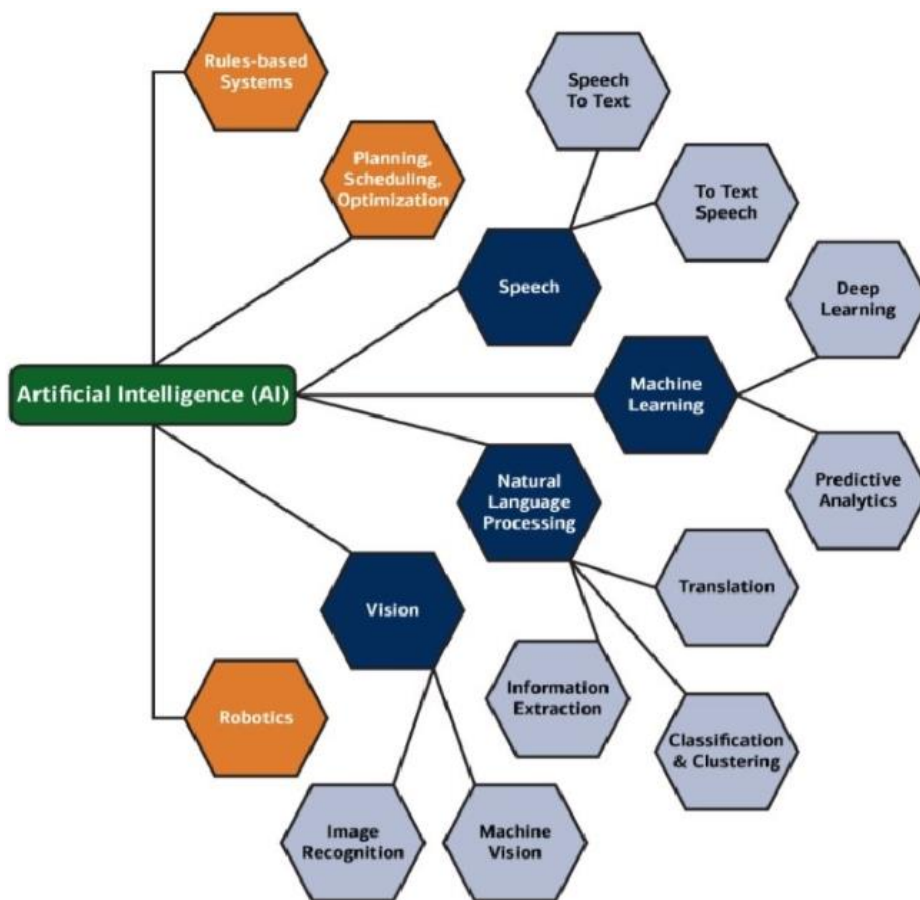 Rules-based
Systems
Planning,
Scheduling,
Optimization
Speech
To Text
To Text
Speech
Speech
Deep
Learning
Artificial Intelligence (AI)
Machine
Learning
Predictive
Analytics
Natural
Language
Processing
Translation
Vision
Information
Extraction
Classification
& Clustering
Robotics
Image
Recognition
Machine
Vision